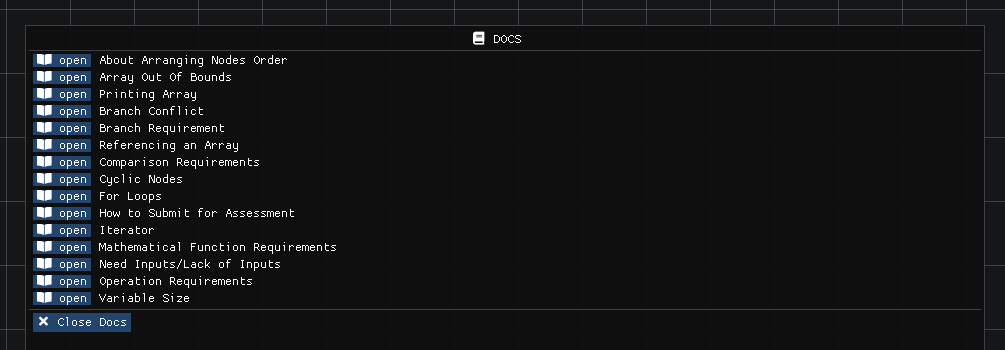 DOCS
open About Arranging Nodes Order
open Array Out Of Bounds
open Printing Array
open Branch Conflict
open Branch Requirement
open Referencing an Array
open Comparison Requirements
open Cyclic Nodes
open For Loops
open How to Submit for Assessment
open Iterator
open Mathematical Function Requirements
open Need Inputs/Lack of Inputs
open Operation Requirements
open Variable Size
Close Docs